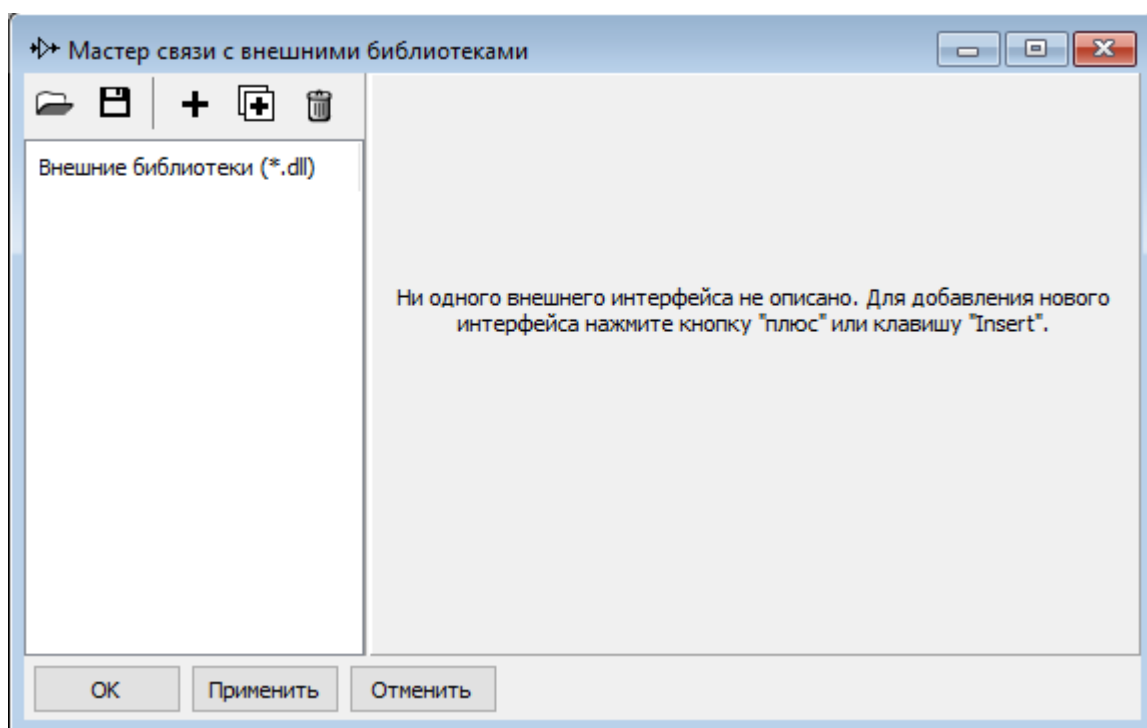 Мастер связи с внешними библиотеками
Внешние библиотеки (*.dll)
Ни одного внешнего интерфейса не описано. Для добавления нового
интерфейса нажмите кнопку "плюс" или клавишу "Insert".
OK
Применить
Отменить